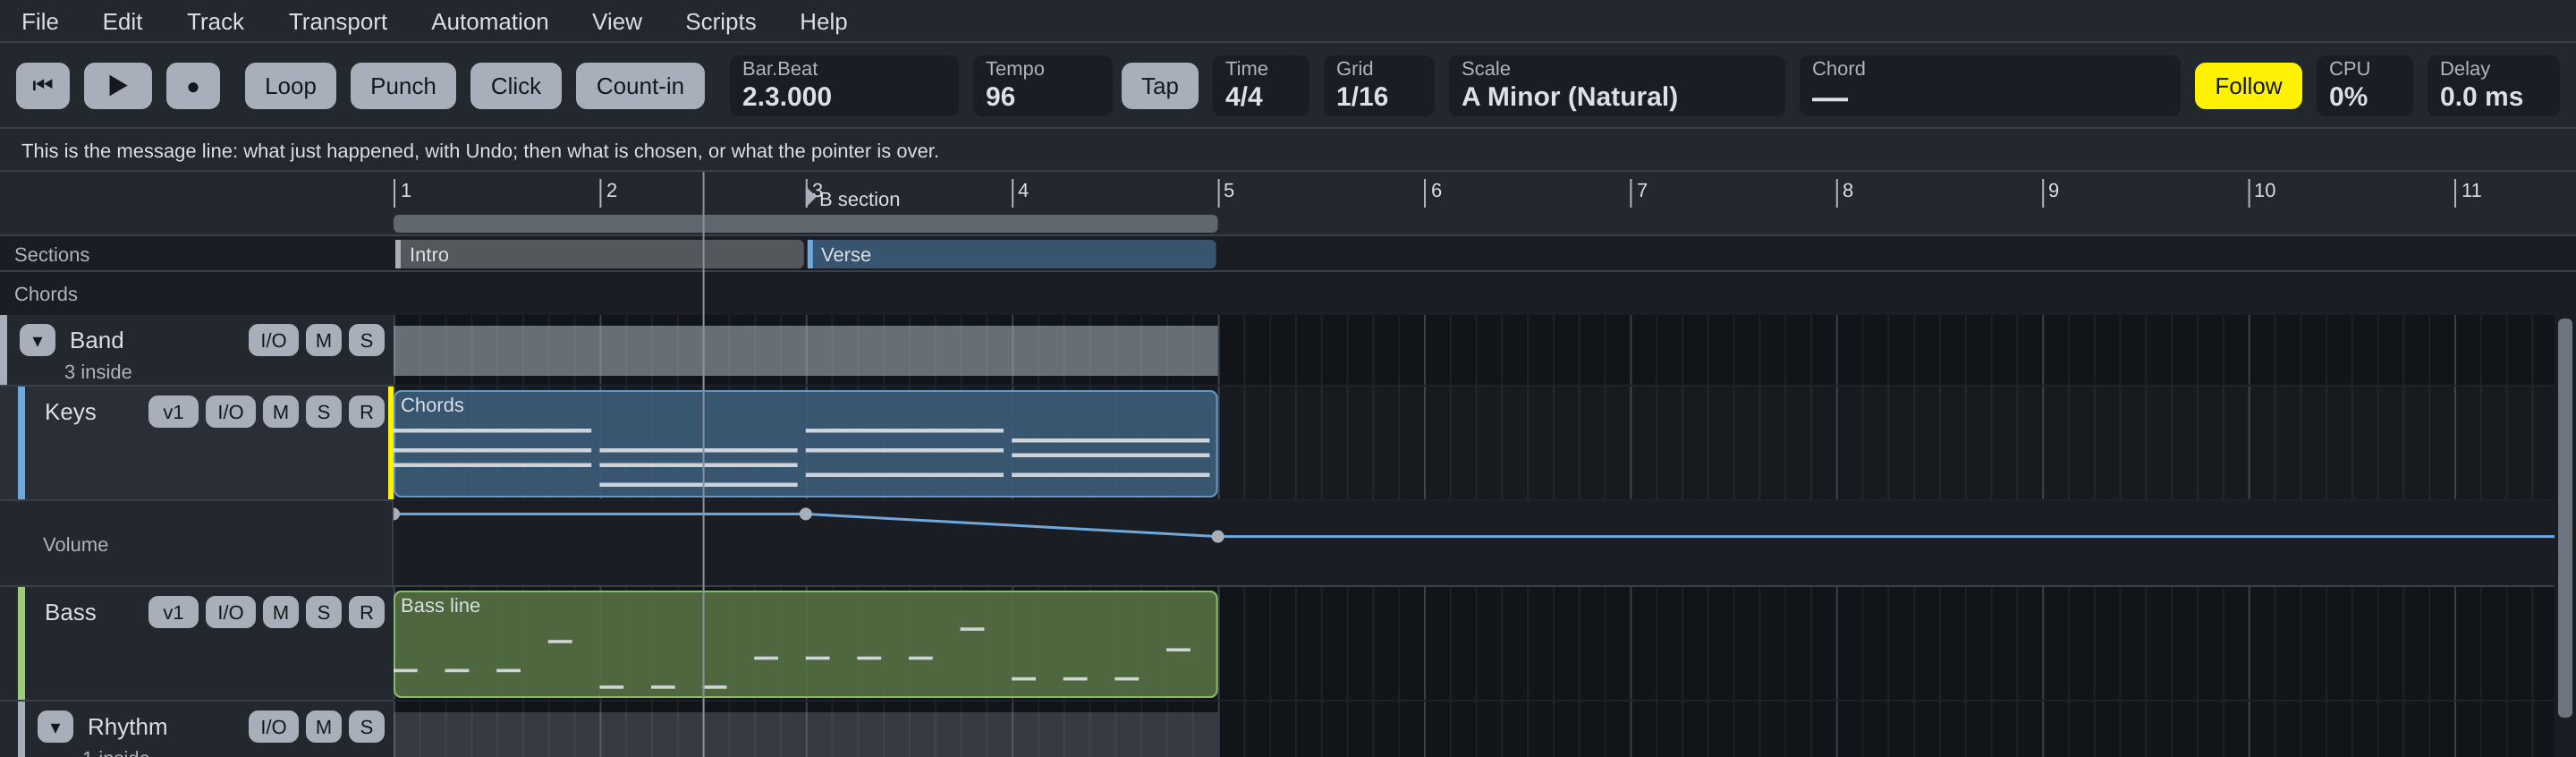 File Edit Track Transport Automation View Scripts Help
Loop Punch Click Count-in Bar.Beat 2.3.000 Tempo 96 Tap Time 4/4 Grid 1/16 Scale A Minor (Natural) Chord — Follow CPU 0% Delay 0.0 ms
This is the message line: what just happened, with Undo; then what is chosen, or what the pointer is over.
1 2 3 4 5 6 7 8 9 10 11
B section
Sections Intro Verse
Chords
Band I/O M S
3 inside
Keys v1 I/O M S R Chords
Volume
Bass v1 I/O M S R Bass line
Rhythm I/O M S
1 inside